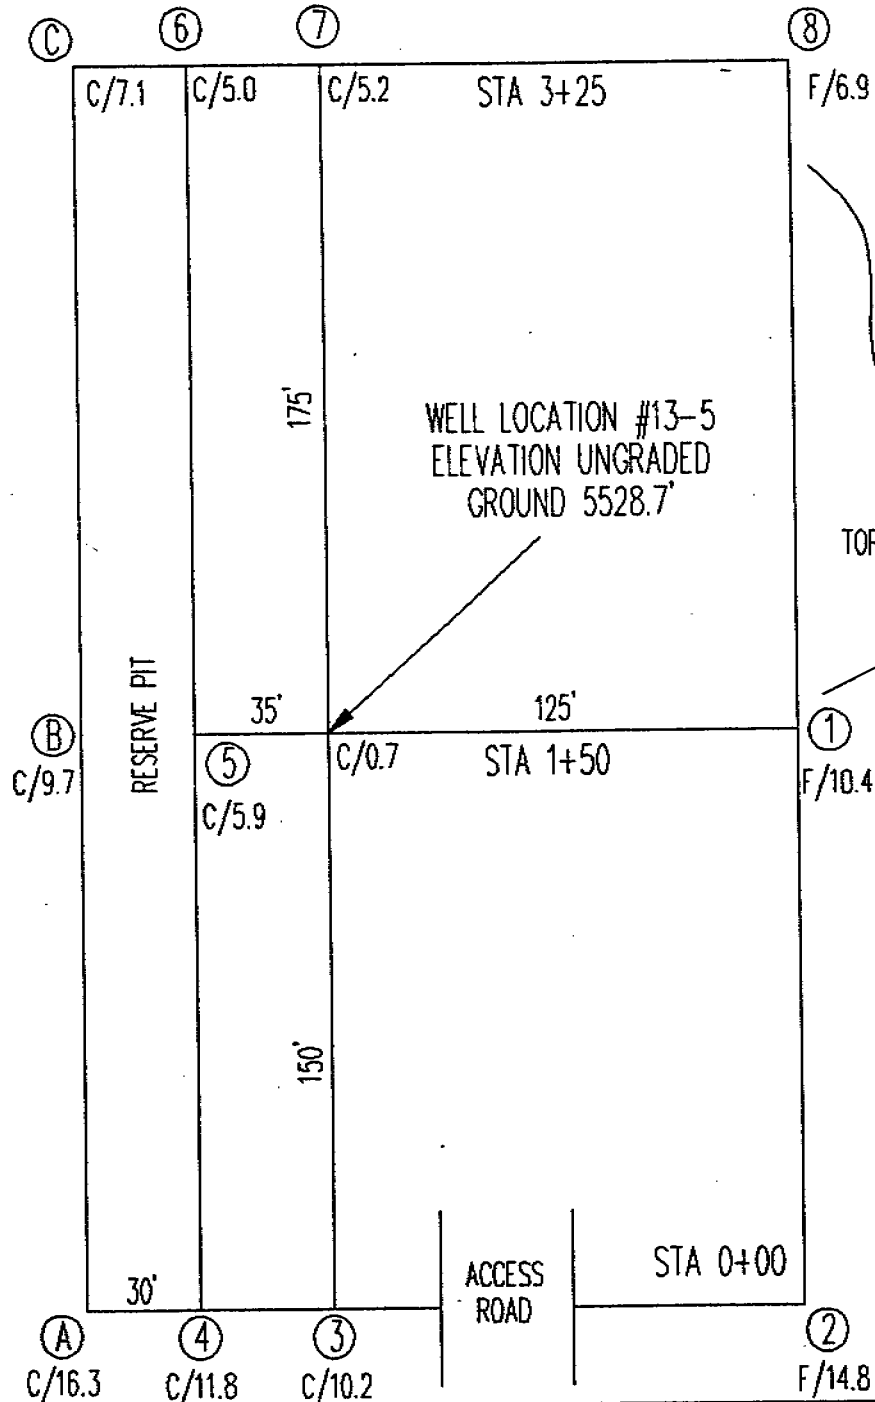 C
6
7
8
C/7.1
C/5.0
C/5.2
STA 3+25
F/6.9
175'
WELL LOCATION #13-5
ELEVATION UNGRADED
GROUND 5528.7'
RESERVE PIT
35'
125'
B
C/9.7
5
C/5.9
C/0.7
STA 1+50
1
F/10.4
150'
30'
ACCESS
ROAD
STA 0+00
A
4
3
2
C/16.3
C/11.8
C/10.2
F/14.8